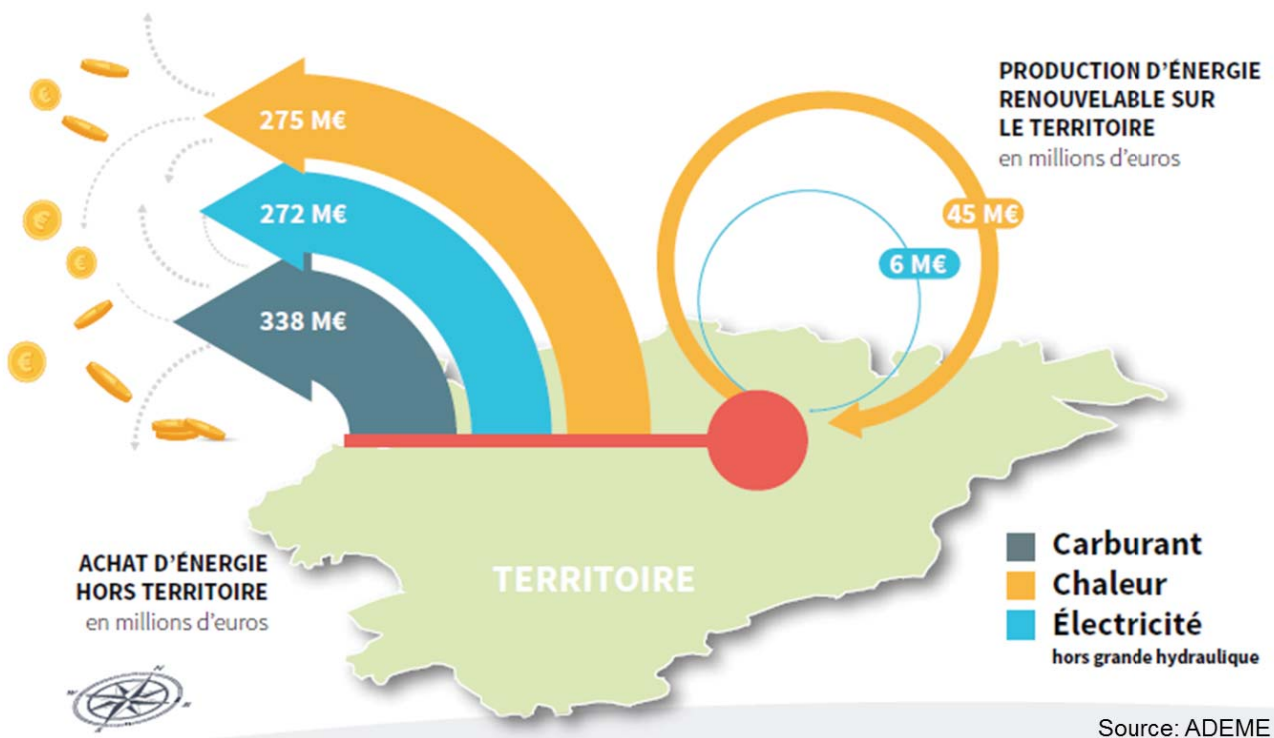 275 M€
272 M€
338 M€
PRODUCTION D’ÉNERGIE
RENOUVELABLE SUR
LE TERRITOIRE
en millions d’euros
45 M€
6 M€
ACHAT D’ÉNERGIE
HORS TERRITOIRE
en millions d’euros
TERRITOIRE
Carburant
Chaleur
Électricité
hors grande hydraulique
Source: ADEME